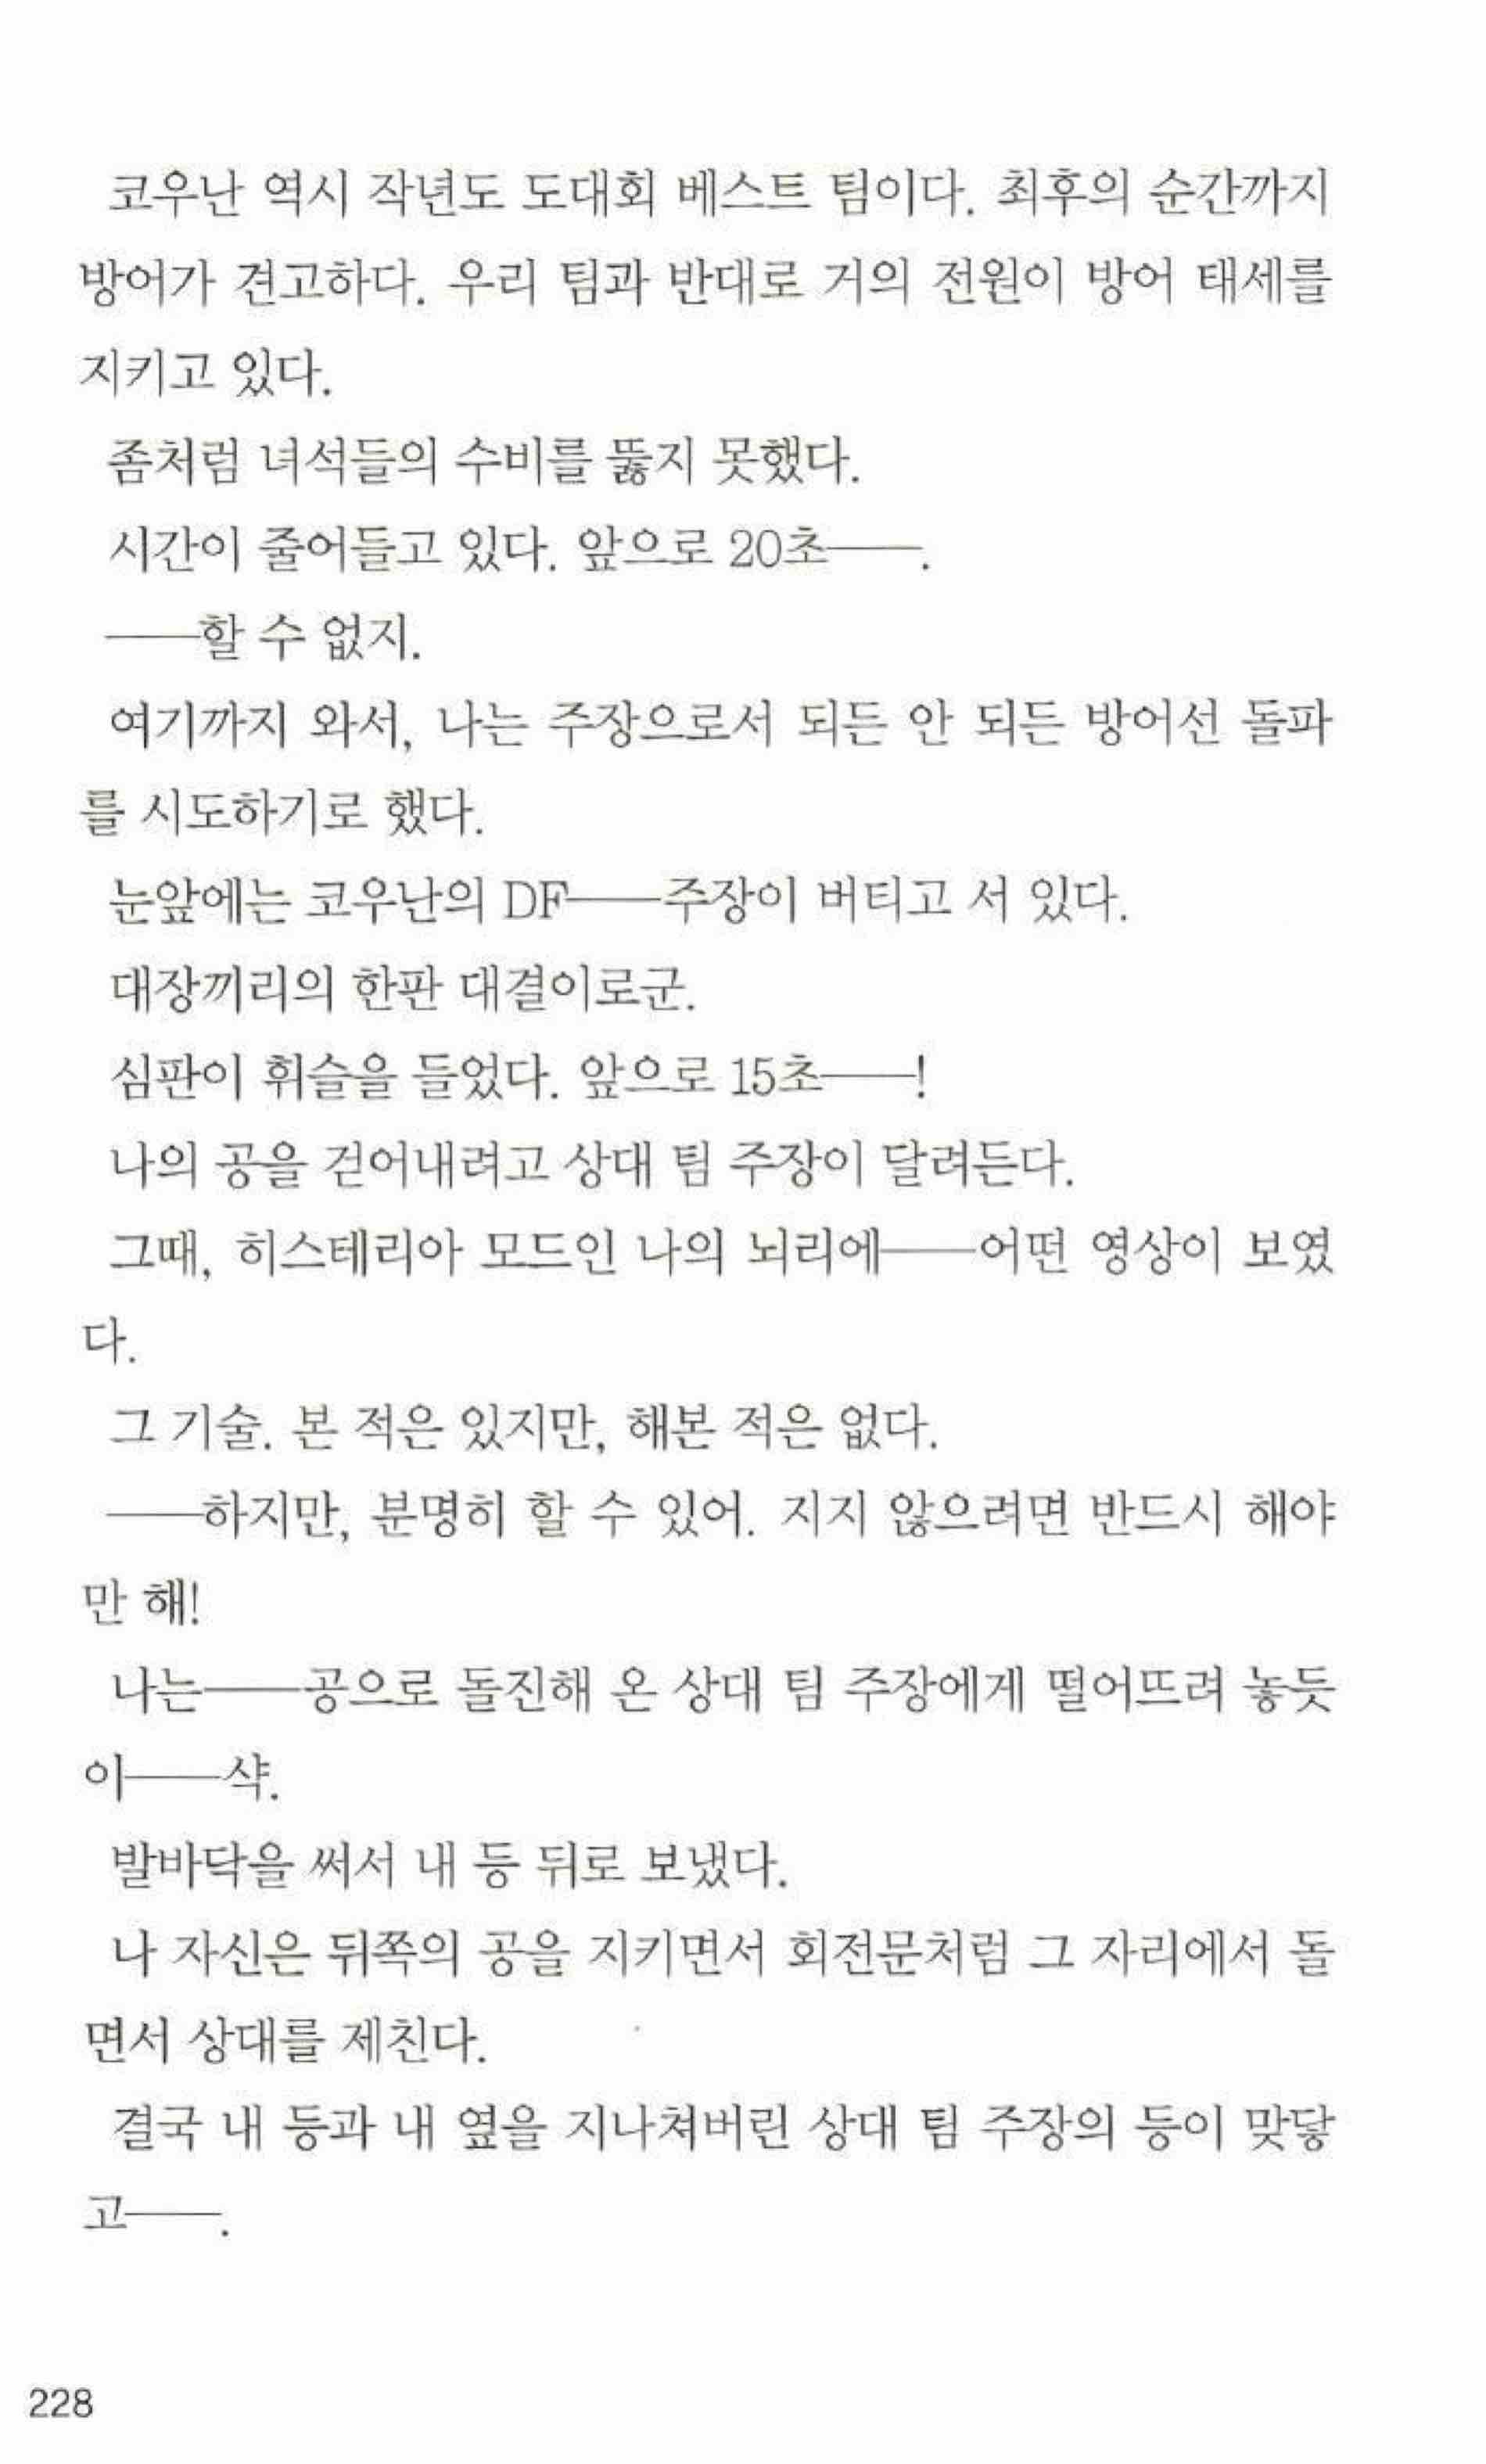 코우난 역시 작년도 도대회 베스트 팀이다. 최후의 순간까지
방어가 견고하다. 우리 팀과 반대로 거의 전원이 방어 태세를
지키고 있다.
좀처럼 녀석들의 수비를 뚫지 못했다.
시간이 줄어들고 있다. 앞으로 20초――.
――할 수 없지.
여기까지 와서, 나는 주장으로서 되든 안 되든 방어선 돌파
를 시도하기로 했다.
눈앞에는 코우난의 DF――주장이 버티고 서 있다.
대장끼리의 한판 대결이로군.
심판이 휘슬을 들었다. 앞으로 15초――!
나의 공을 걷어내려고 상대 팀 주장이 달려든다.
그때, 히스테리아 모드인 나의 뇌리에――어떤 영상이 보였
다.
그 기술. 본 적은 있지만, 해본 적은 없다.
――하지만, 분명히 할 수 있어. 지지 않으려면 반드시 해야
만 해!
나는――공으로 돌진해 온 상대 팀 주장에게 떨어뜨려 놓듯
이――샥.
발바닥을 써서 내 등 뒤로 보냈다.
나 자신은 뒤쪽의 공을 지키면서 회전문처럼 그 자리에서 돌
면서 상대를 제친다.
결국 내 등과 내 옆을 지나쳐버린 상대 팀 주장의 등이 맞닿
고――.
228